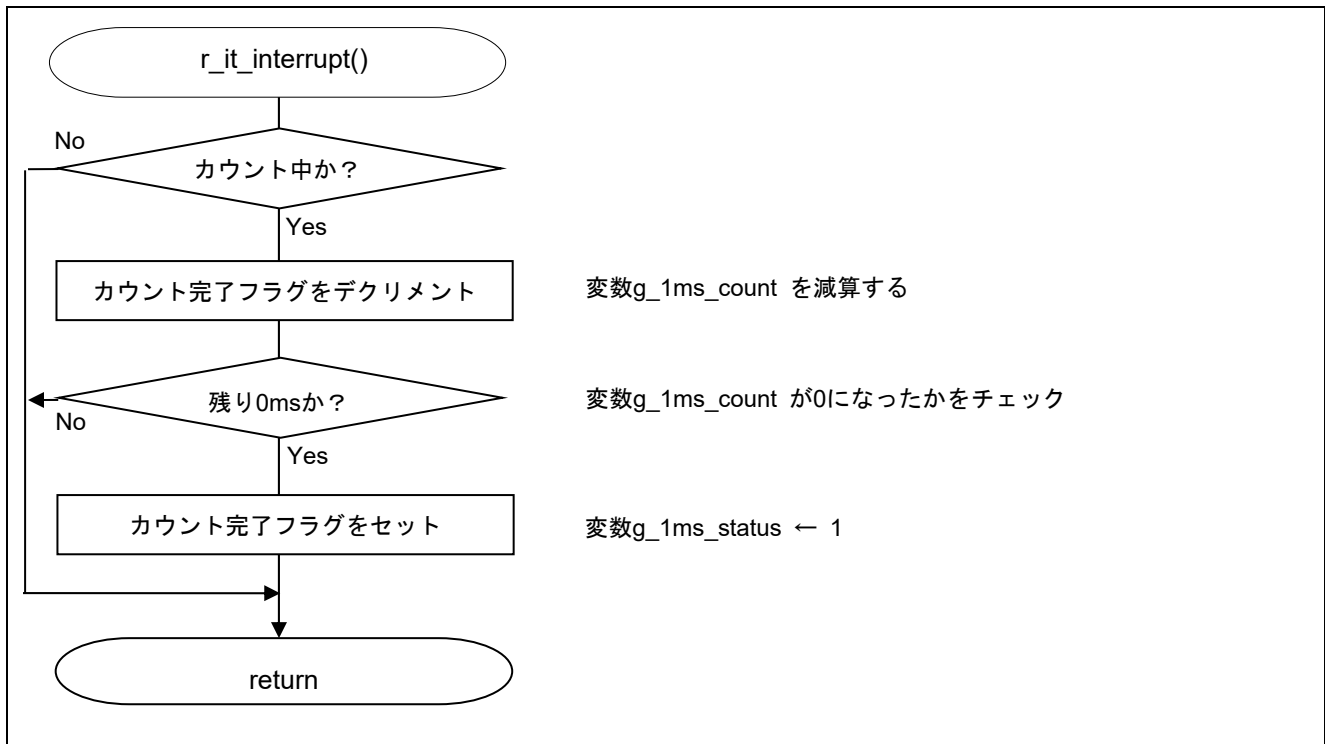 r_it_interrupt()
No
カウント中か？
Yes
カウント完了フラグをデクリメント
変数g_1ms_count を減算する
残り0msか？
変数g_1ms_count が0になったかをチェック
No
Yes
カウント完了フラグをセット
変数g_1ms_status ← 1
return